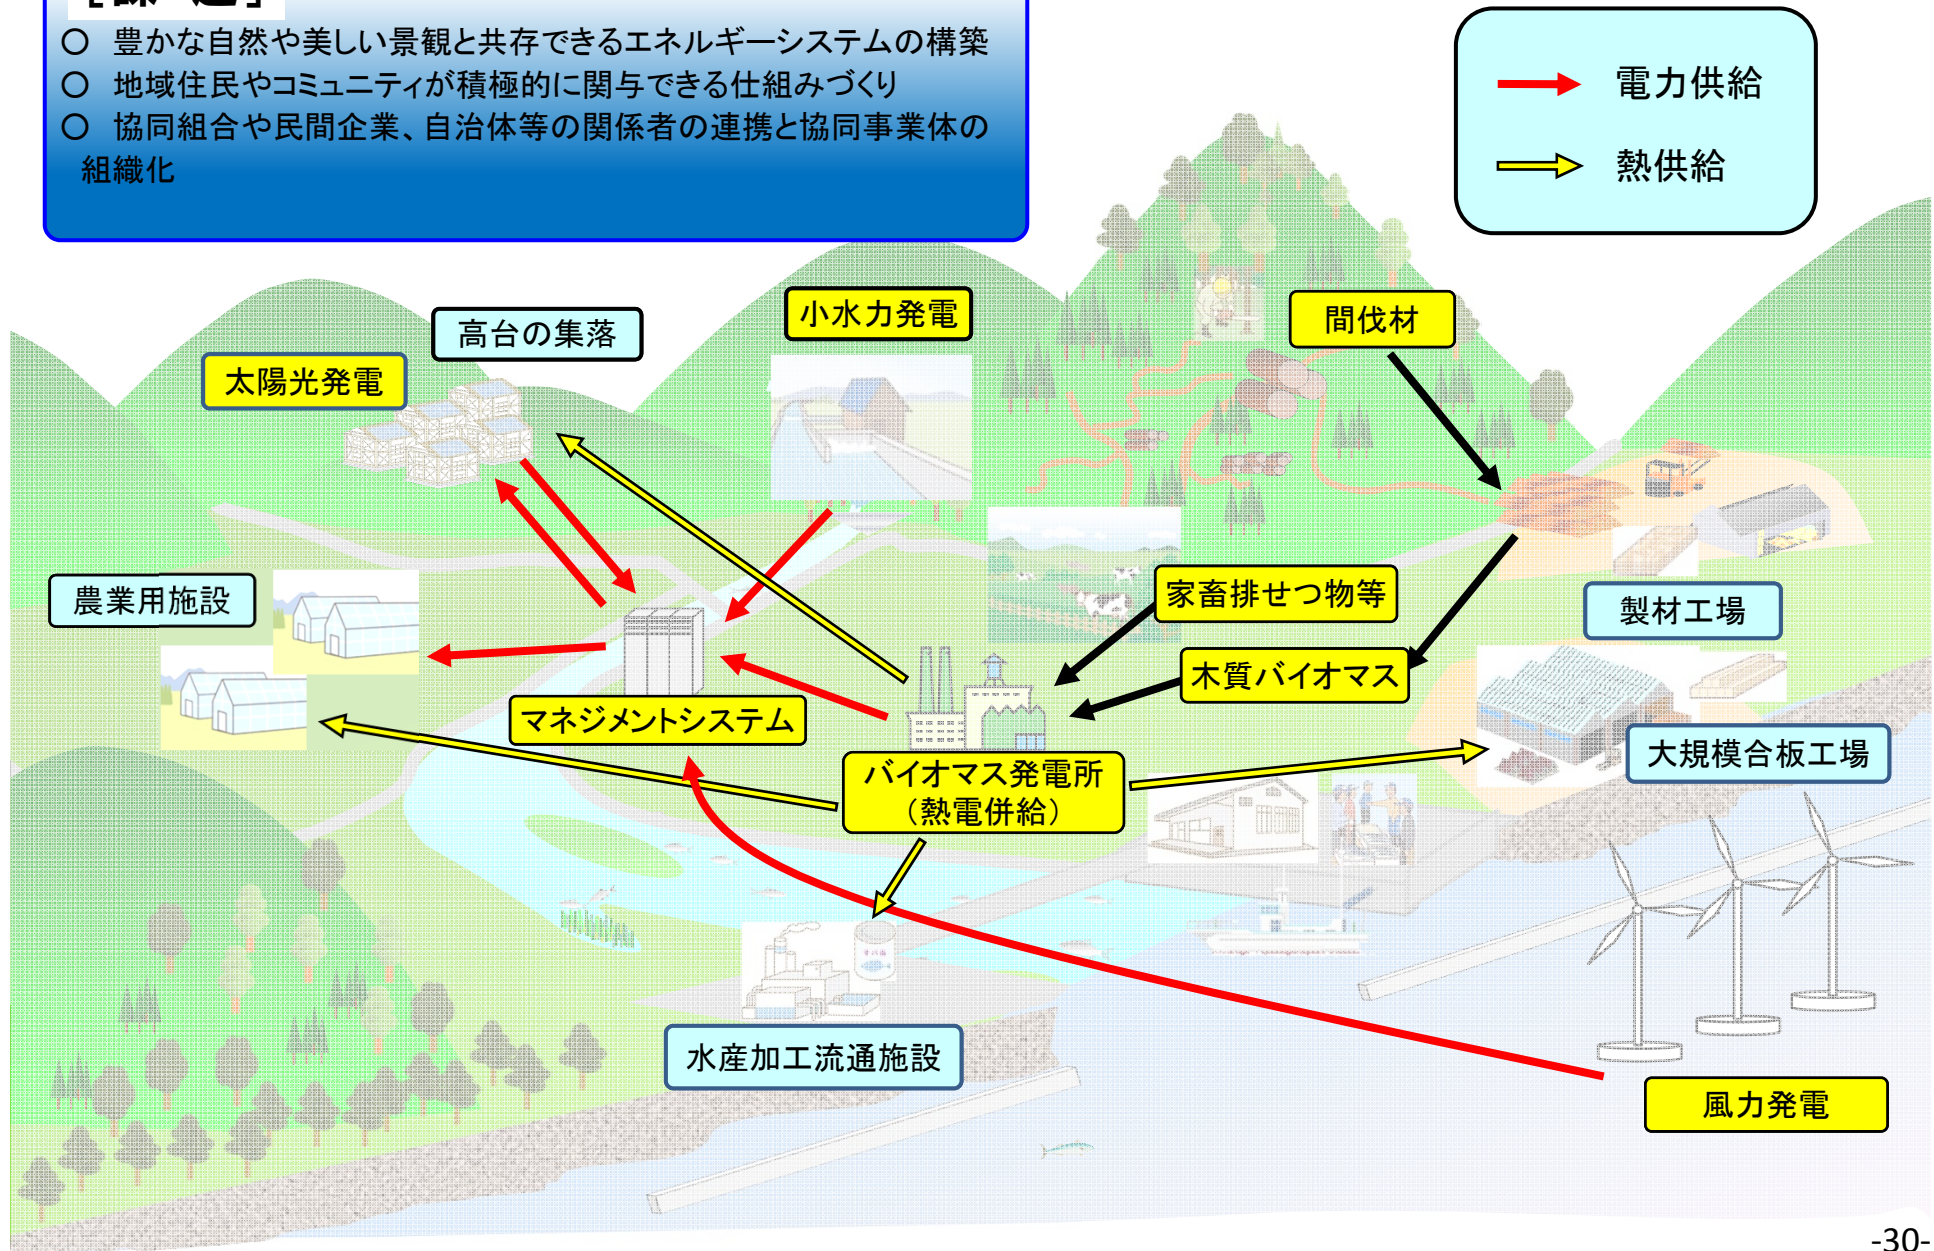 ○ 豊かな自然や美しい景観と共存できるエネルギーシステムの構築
○ 地域住民やコミュニティが積極的に関与できる仕組みづくり
○ 協同組合や民間企業、自治体等の関係者の連携と協同事業体の
組織化
電力供給
熱供給
小水力発電
間伐材
高台の集落
太陽光発電
農業用施設
家畜排せつ物等
製材工場
木質バイオマス
マネジメントシステム
大規模合板工場
バイオマス発電所
（熱電併給）
水産加工流通施設
風力発電
-30-